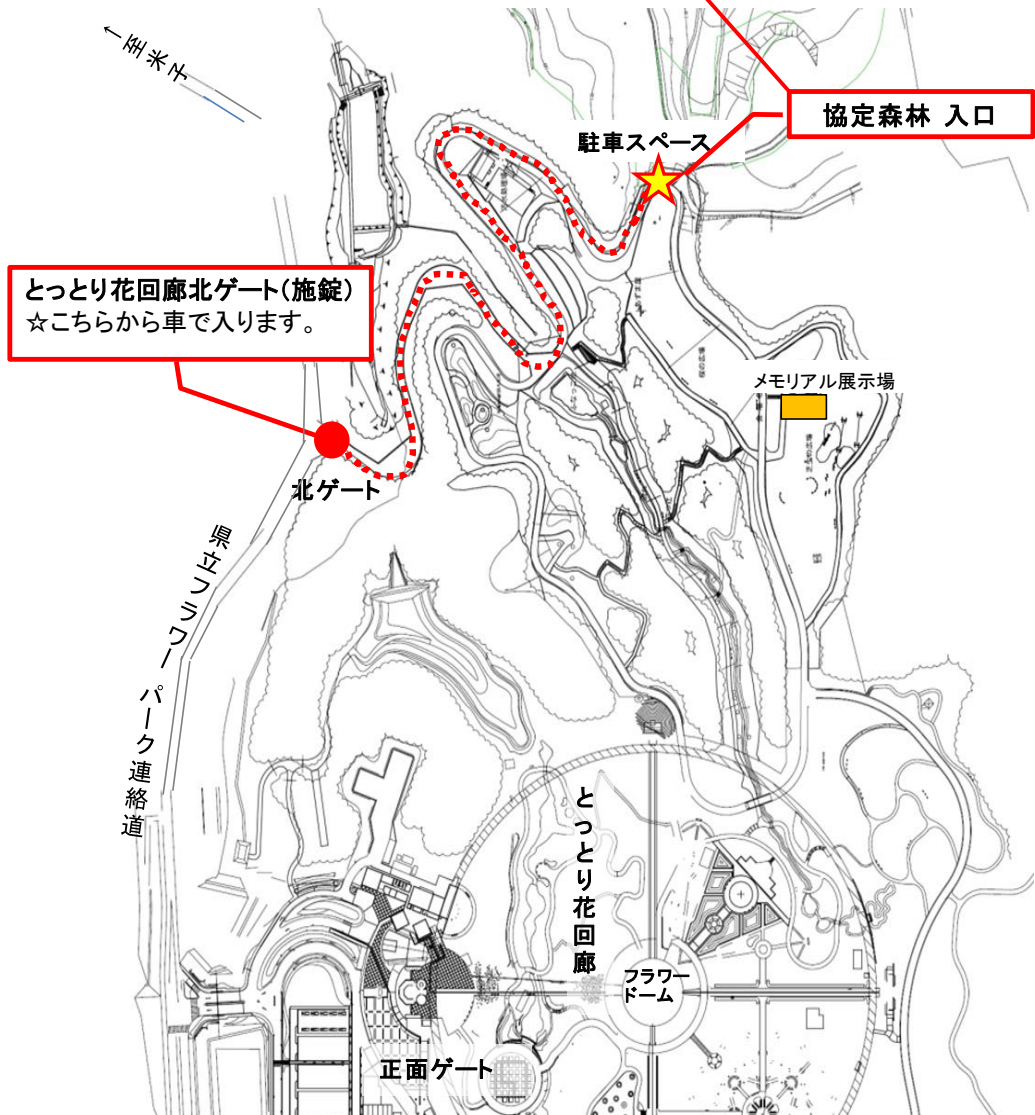 ←至米子
協定森林 入口
駐車スペース
とっとり花回廊北ゲート(施錠)
☆こちらから車で入ります。
メモリアル展示場
北ゲート
県立フラワーパーク連絡道
とっとり花回廊
フラワー
ドーム
正面ゲート